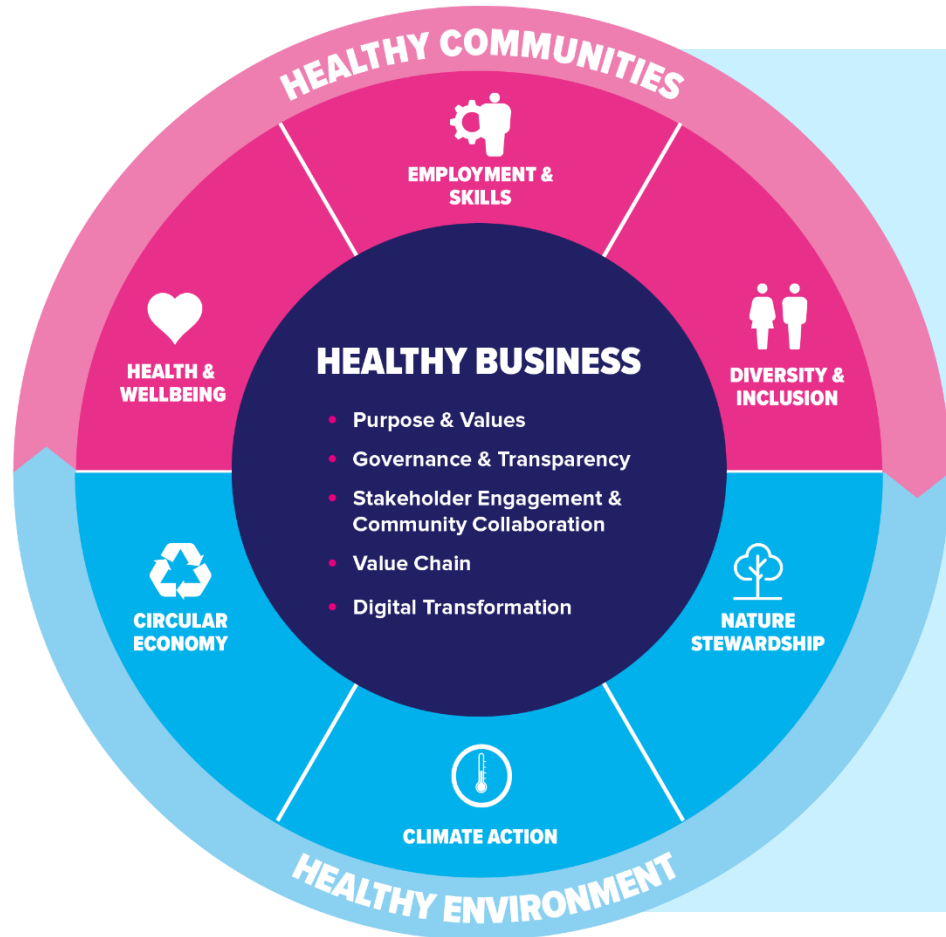 HEALTHY COMMUNITIES
EMPLOYMENT &
SKILLS
HEALTH &
WELLBEING
DIVERSITY &
INCLUSION
HEALTHY BUSINESS
• Purpose & Values
• Governance & Transparency
• Stakeholder Engagement &
Community Collaboration
• Value Chain
• Digital Transformation
CIRCULAR
ECONOMY
NATURE
STEWARDSHIP
CLIMATE ACTION
HEALTHY ENVIRONMENT